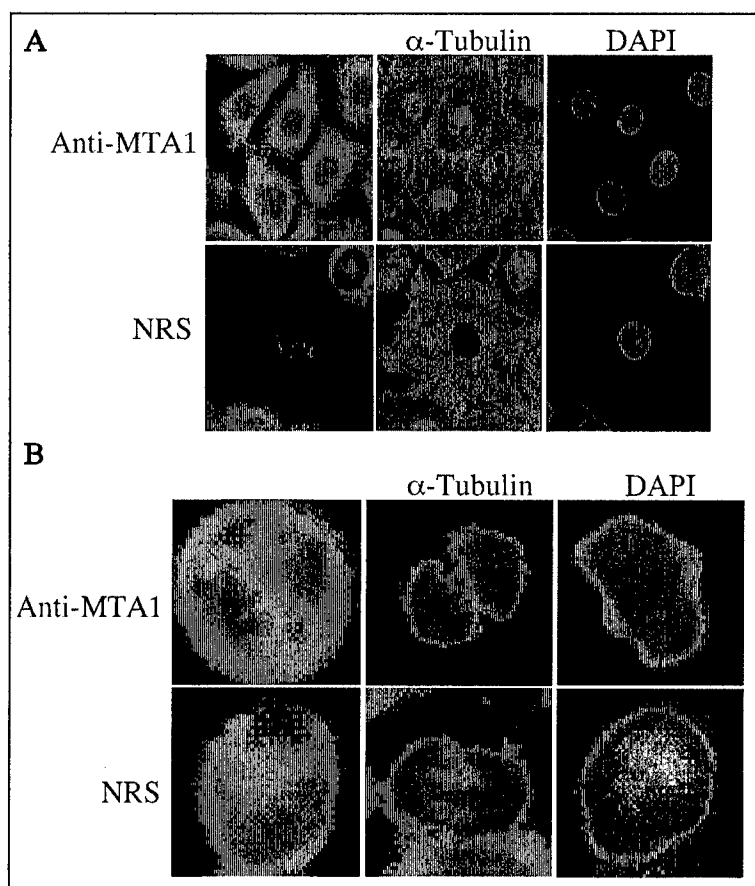 A
α-Tubulin DAPI
Anti-MTA1
NRS
B
α-Tubulin DAPI
Anti-MTA1
NRS